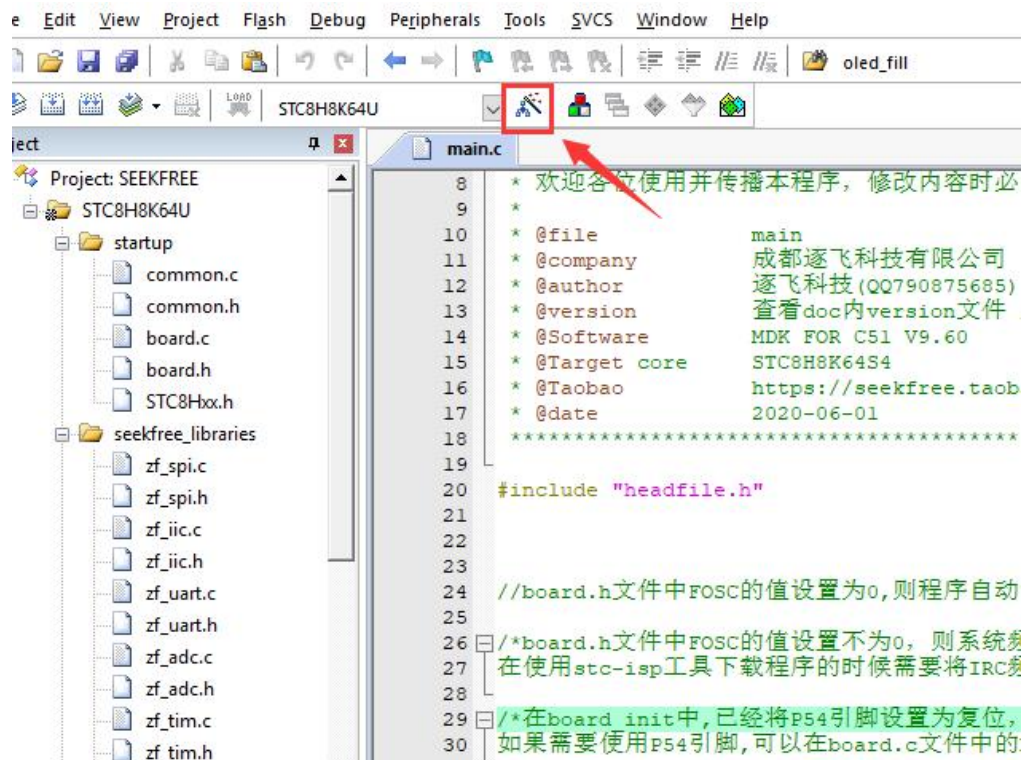 Edit View Project Flash Debug Peripherals Tools SVCS Window Help
oled_fill
LOAD STC8H8K64U
ject main.c
Project: SEEKFREE
STC8H8K64U
startup
common.c
common.h
board.c
board.h
STC8Hxx.h
seekfree_libraries
zf_spi.c
zf_spi.h
zf_iic.c
zf_iic.h
zf_uart.c
zf_uart.h
zf_adc.c
zf_adc.h
zf_tim.c
zf_tim.h
8 * 欢迎各位使用并传播本程序，修改内容时必
9 *
10 * @file main
11 * @company 成都逐飞科技有限公司
12 * @author 逐飞科技(QQ790875685)
13 * @version 查看doc内version文件
14 * @Software MDK FOR C51 V9.60
15 * @Target core STC8H8K64S4
16 * @Taobao https://seekfree.taob
17 * @date 2020-06-01
18 ****************************************
19
20 #include "headfile.h"
21
22
23
24 //board.h文件中FOSC的值设置为0,则程序自动
25
26 /*board.h文件中FOSC的值设置不为0，则系统频
27 在使用stc-isp工具下载程序的时候需要将IRC频
28
29 /*在board init中,已经将P54引脚设置为复位，
30 如果需要使用P54引脚,可以在board.c文件中的